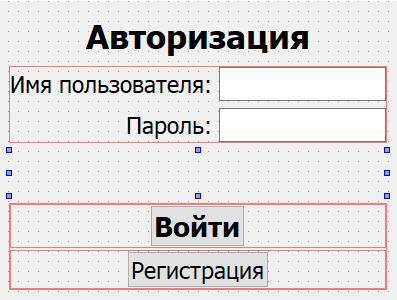 Авторизация
Имя пользователя:
Пароль:
Войти
Регистрация